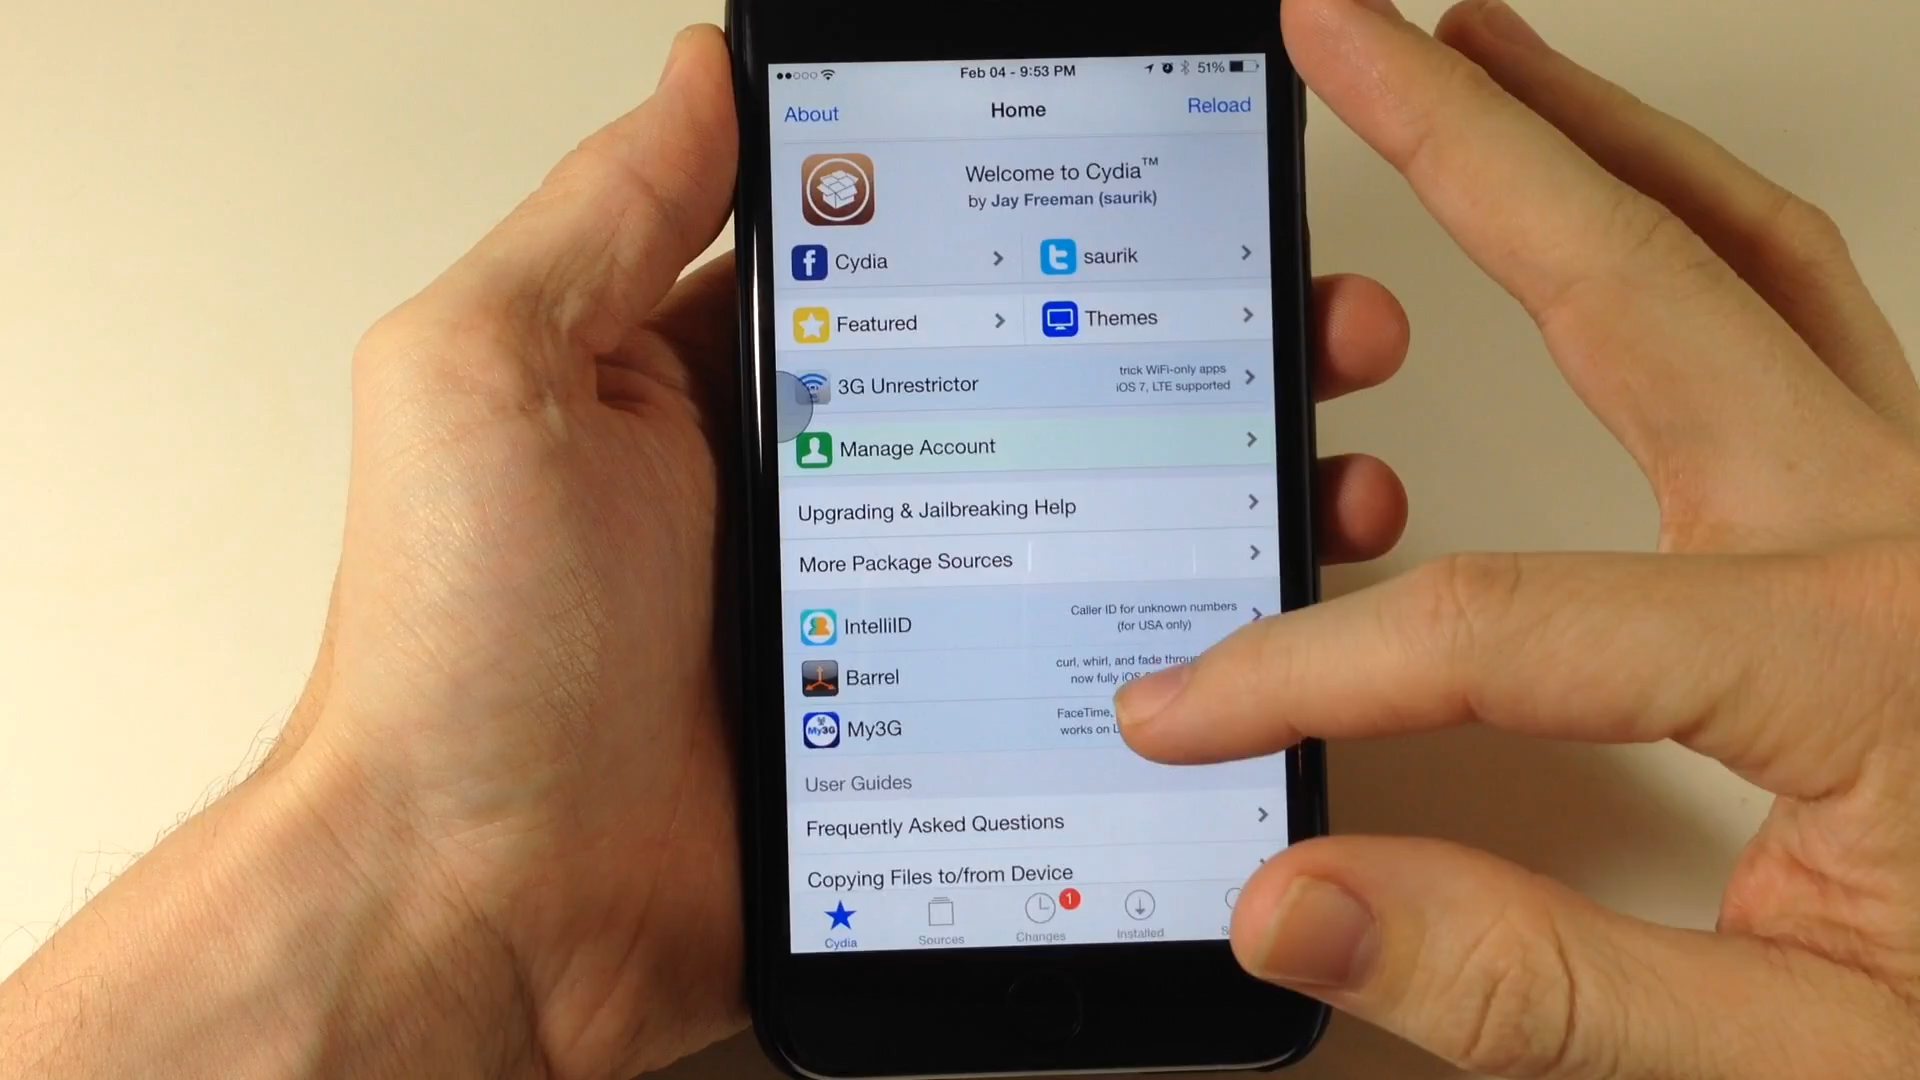 Feb 04 - 9:53 PM
51%
About
Home
Reload
Welcome to Cydia™
by Jay Freeman (saurik)
Cydia
saurik
Featured
Themes
3G Unrestrictor
trick WiFi-only apps
iOS 7, LTE supported
Manage Account
Upgrading & Jailbreaking Help
More Package Sources
IntelliID
Caller ID for unknown numbers
(for USA only)
Barrel
curl, whirl, and fade
now fully
My3G
My3G
FaceTime,
works on
User Guides
Frequently Asked Questions
Copying Files to/from Device
1
Cydia
Sources
Changes
Installed